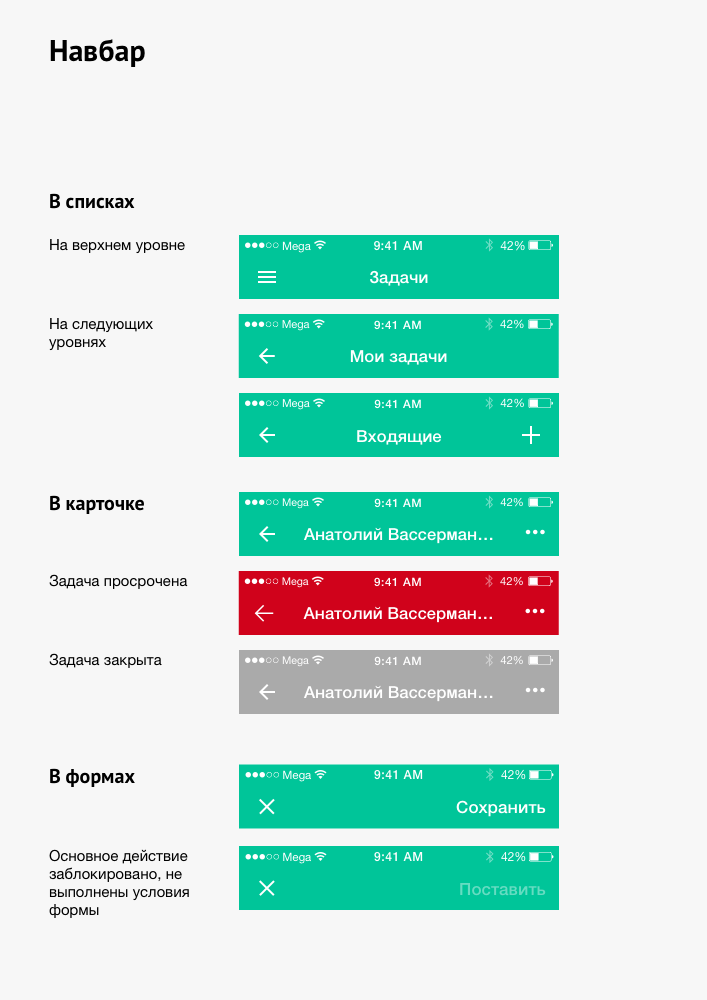 Навбар
В списках
На верхнем уровне
Mega 9:41 AM 42%
Задачи
На следующих
уровнях
Mega 9:41 AM 42%
Мои задачи
Mega 9:41 AM 42%
Входящие
В карточке
Mega 9:41 AM 42%
Анатолий Вассерман...
Задача просрочена
Mega 9:41 AM 42%
Анатолий Вассерман...
Задача закрыта
Mega 9:41 AM 42%
Анатолий Вассерман...
В формах
Mega 9:41 AM 42%
Сохранить
Основное действие
заблокировано, не
выполнены условия
формы
Mega 9:41 AM 42%
Поставить